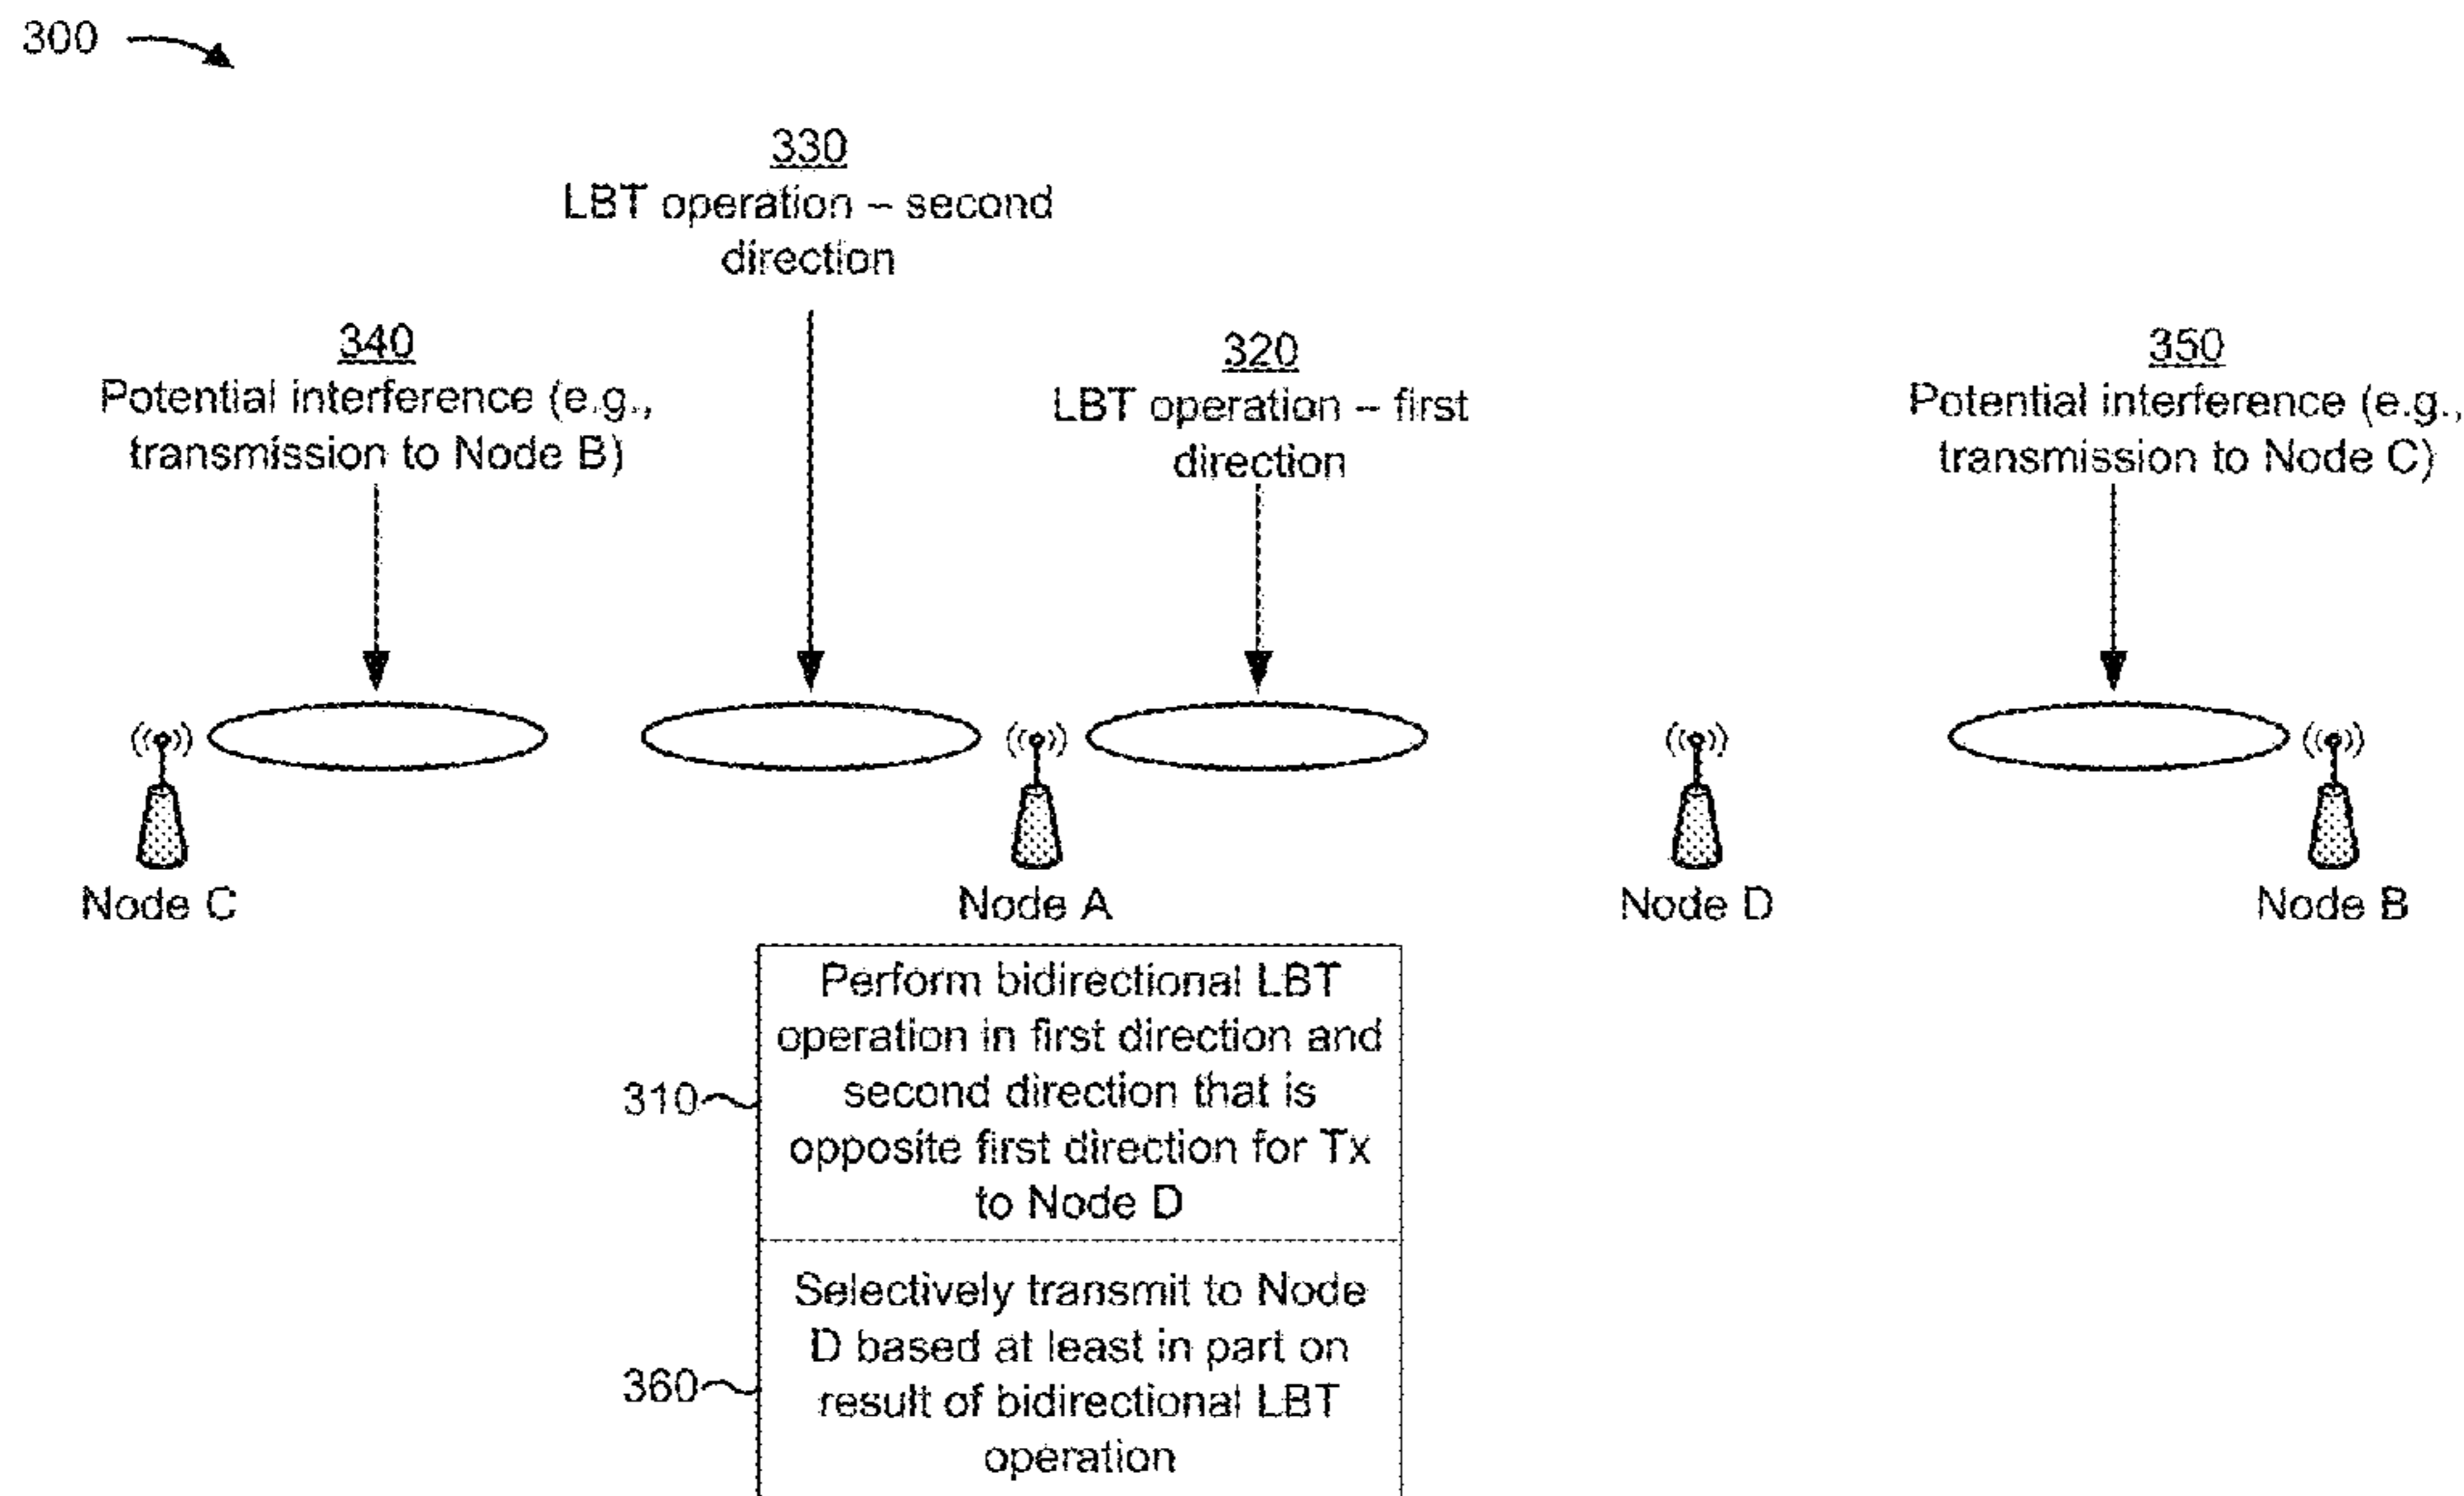 300
330
LBT operation – second
direction
340
Potential interference (e.g.,
transmission to Node B)
320
LBT operation – first
direction
350
Potential interference (e.g.,
transmission to Node C)
Node C
Node A
Node D
Node B
310
Perform bidirectional LBT
operation in first direction and
second direction that is
opposite first direction for Tx
to Node D
360
Selectively transmit to Node
D based at least in part on
result of bidirectional LBT
operation